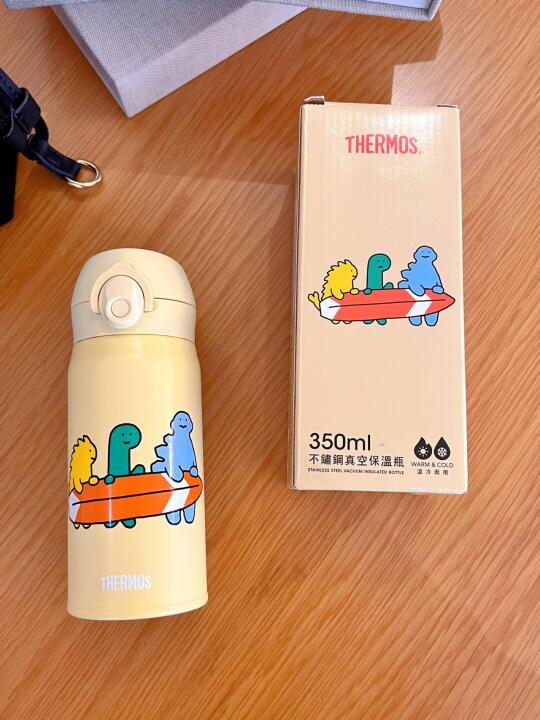 THERMOS.
350ml
不鏽鋼真空保溫瓶
STAINLESS STEEL VACUUM INSULATED BOTTLE
WARM & COLD
溫冷兩用
THERMOS